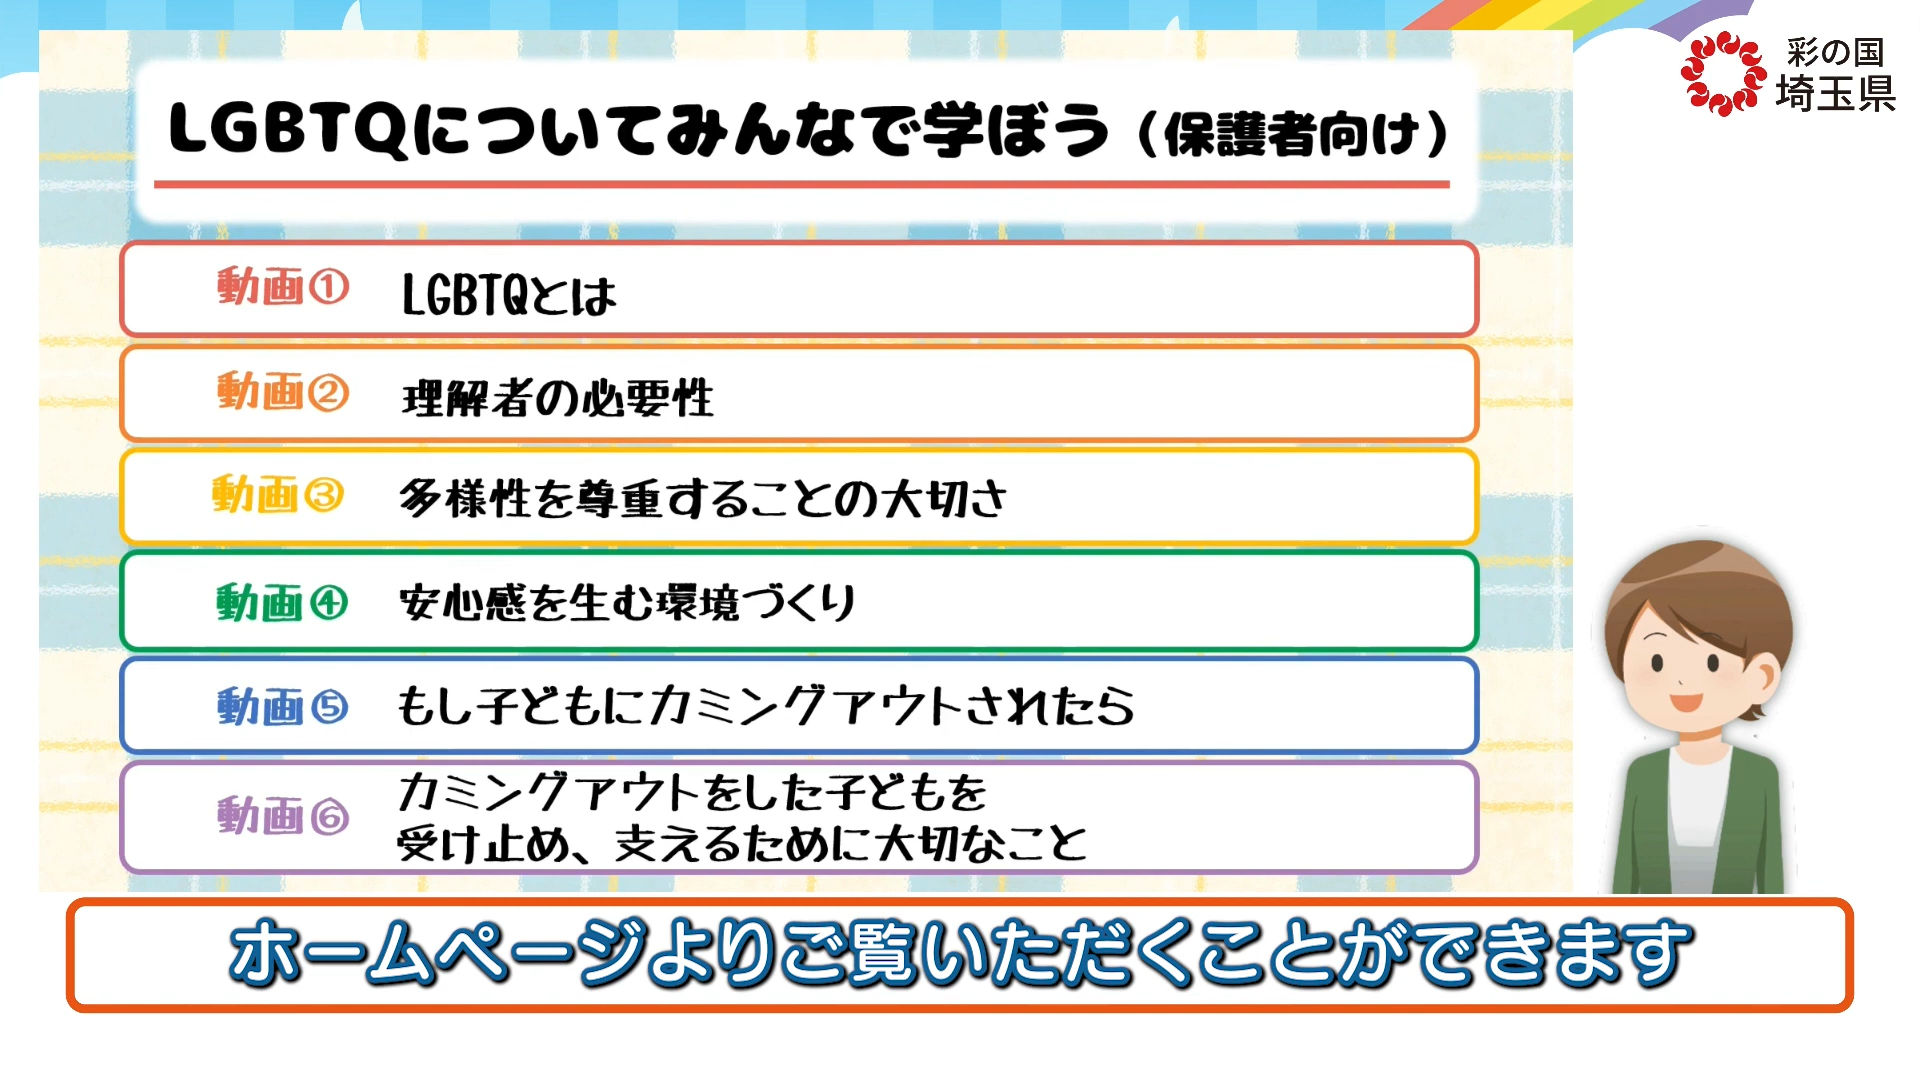 彩の国
埼玉県
LGBTQについてみんなで学ぼう（保護者向け）
動画① LGBTQとは
動画② 理解者の必要性
動画③ 多様性を尊重することの大切さ
動画④ 安心感を生む環境づくり
動画⑤ もし子どもにカミングアウトされたら
動画⑥ カミングアウトをした子どもを
受け止め、支えるために大切なこと
ホームページよりご覧いただくことができます